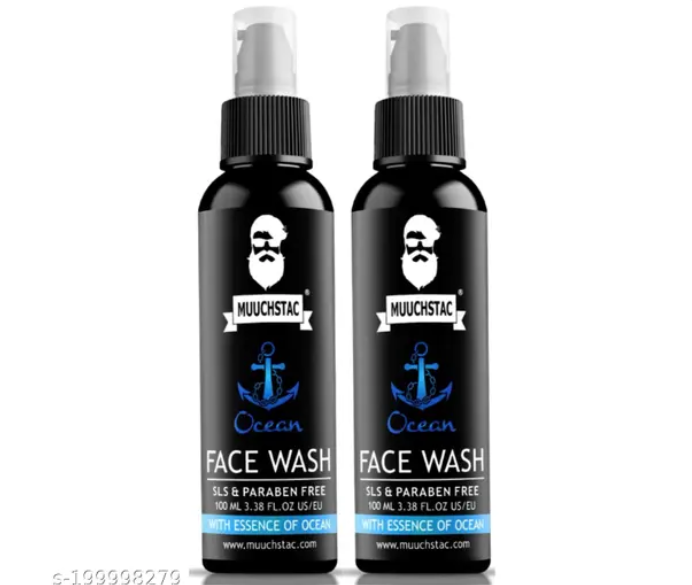 MUUCHSTAC®
Ocean
FACE WASH
SLS & PARABEN FREE
100 ML 3.38 FL.OZ US/EU
WITH ESSENCE OF OCEAN
www.muuchstac.com
MUUCHSTAC®
Ocean
FACE WASH
SLS & PARABEN FREE
100 ML 3.38 FL.OZ US/EU
WITH ESSENCE OF OCEAN
www.muuchstac.com
s-199998279